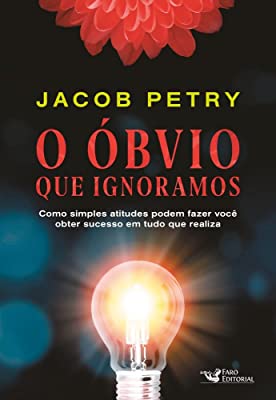 JACOB PETRY
O ÓBVIO
QUE IGNORAMOS
Como simples atitudes podem fazer você
obter sucesso em tudo que realiza
FARO
EDITORIAL